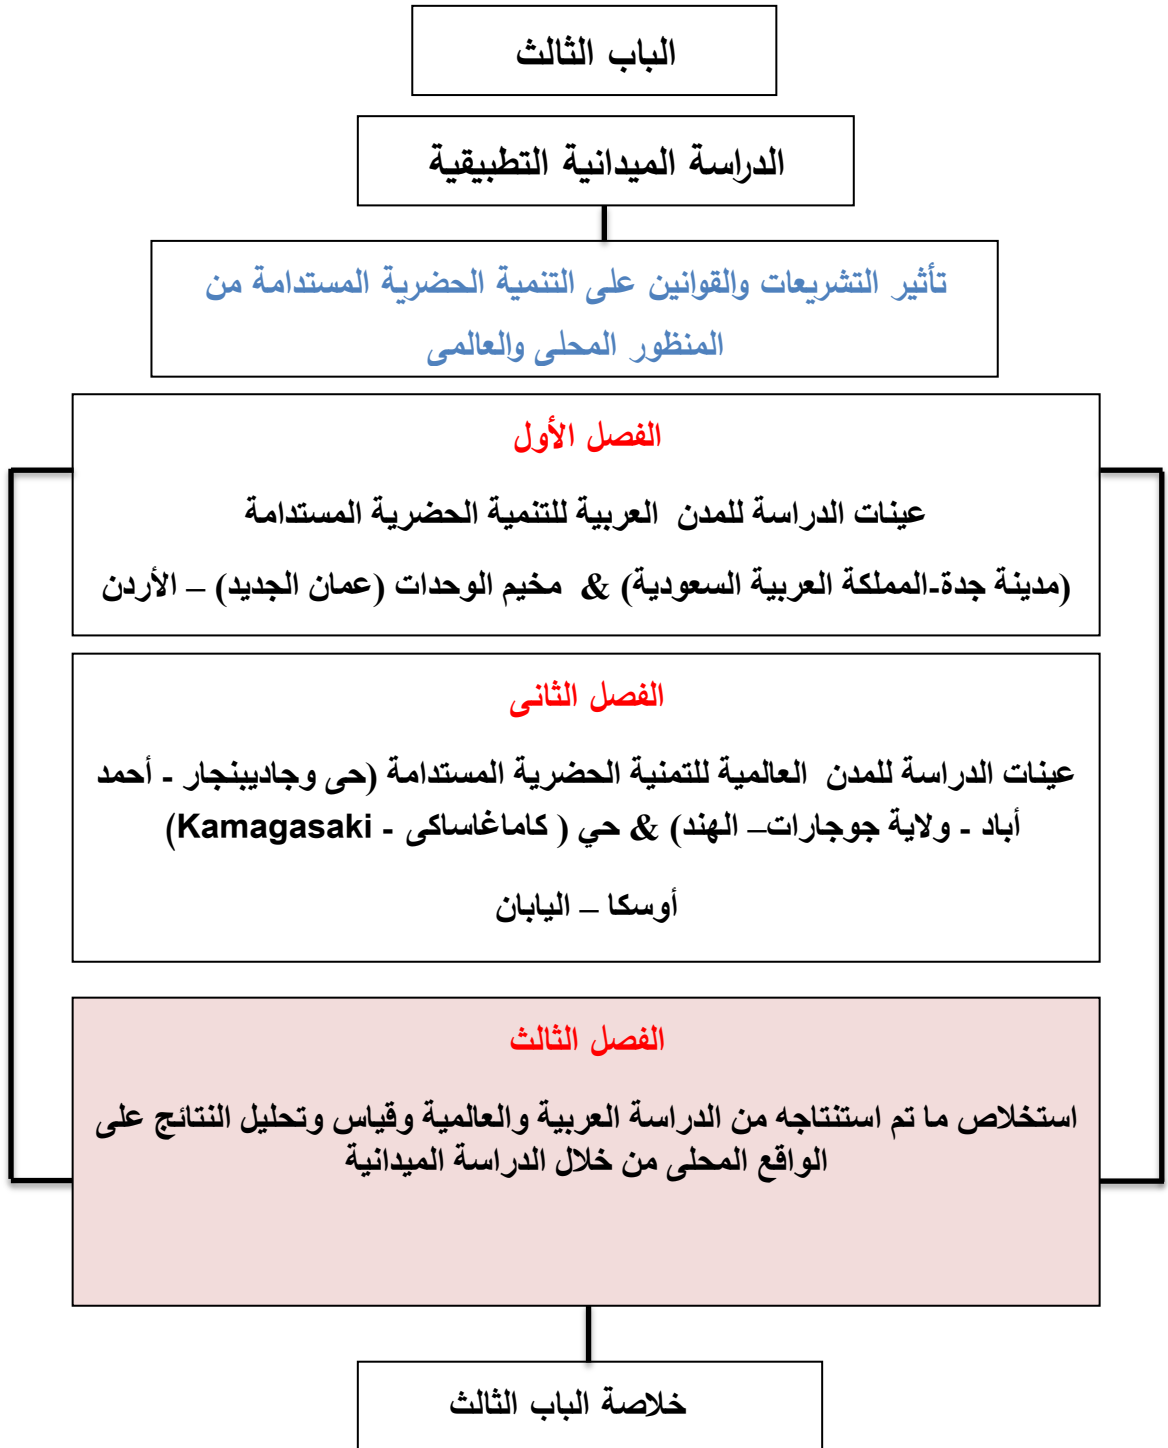 الباب الثالث
الدراسة الميدانية التطبيقية
تأثير التشريعات والقوانين على التنمية الحضرية المستدامة من
المنظور المحلى والعالمى
الفصل الأول
عينات الدراسة للمدن العربية للتنمية الحضرية المستدامة
(مدينة جدة-المملكة العربية السعودية) & مخيم الوحدات (عمان الجديد) – الأردن
الفصل الثانى
عينات الدراسة للمدن العالمية للتمنية الحضرية المستدامة (حى وجاديبنجار - أحمد
أباد - ولاية جوجارات– الهند) & حي ( كاماغاساكى - Kamagasaki)
أوسكا – اليابان
الفصل الثالث
استخلاص ما تم استنتاجه من الدراسة العربية والعالمية وقياس وتحليل النتائج على
الواقع المحلى من خلال الدراسة الميدانية
خلاصة الباب الثالث